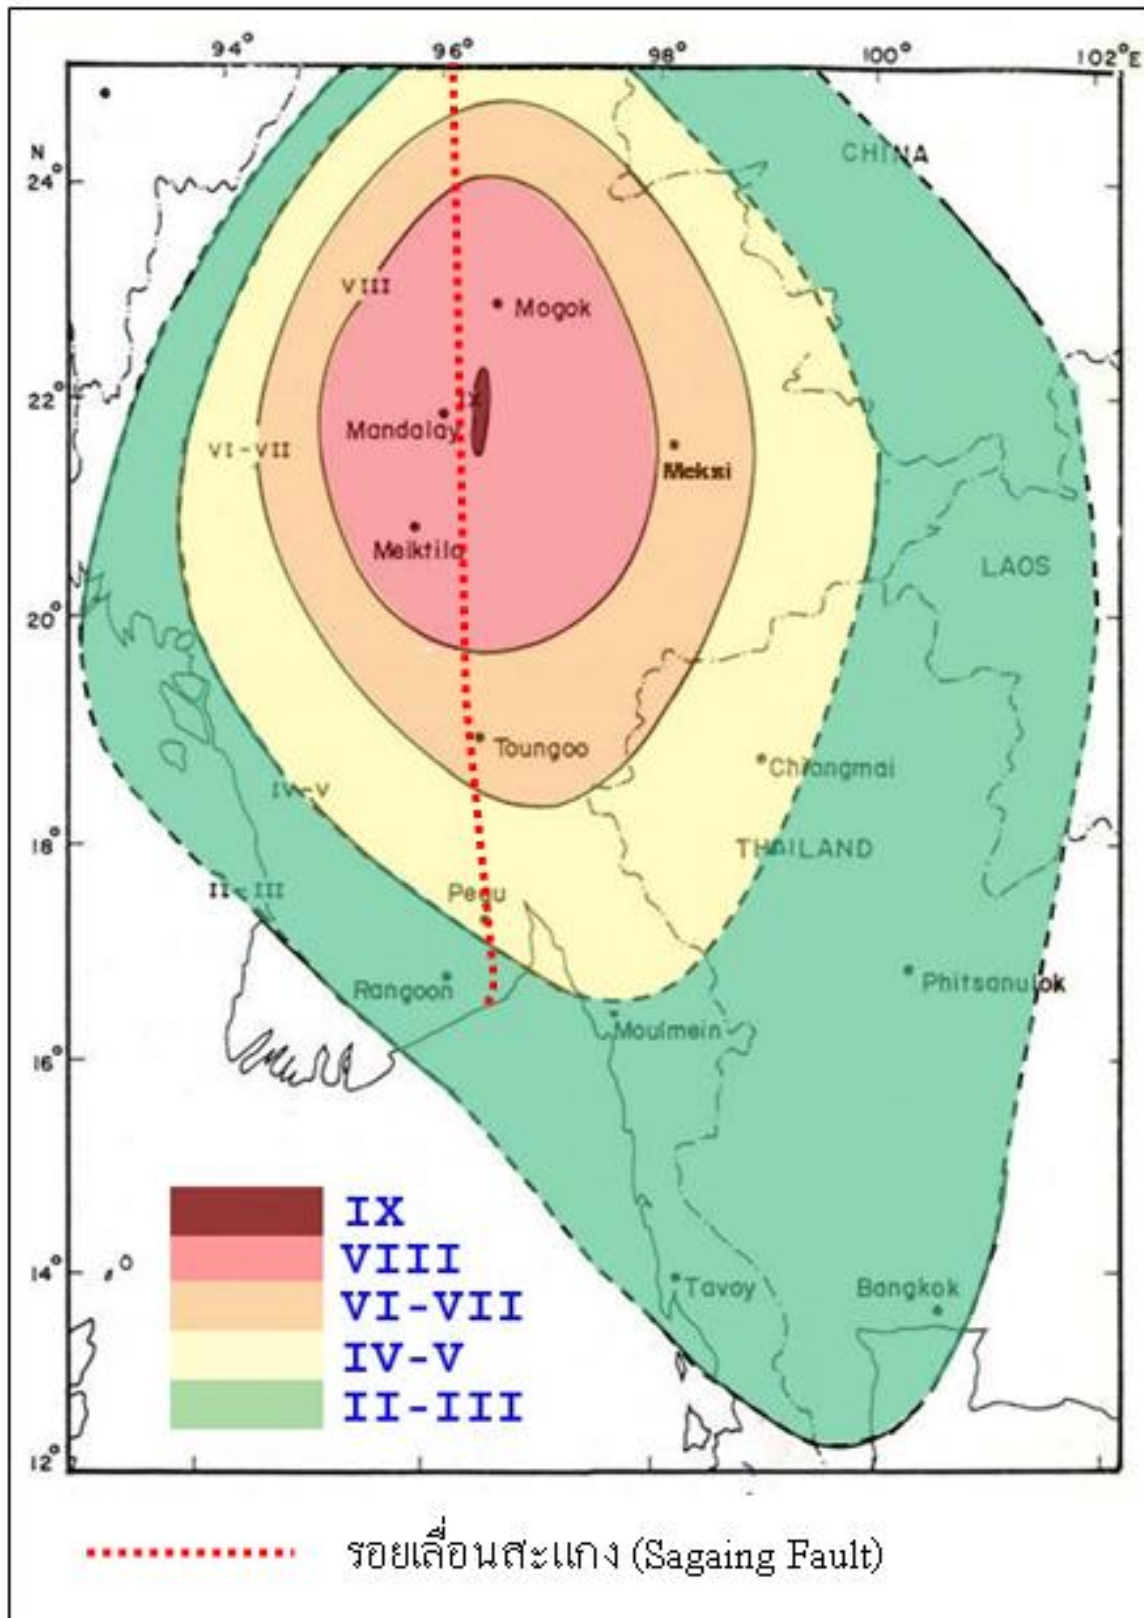 94° 96° 98° 100° 102°E
N
CHINA
24°
VIII
Mogok
22°
IX
Mandalay
VI-VII
Meksi
Meiktila
LAOS
20°
Toungoo
Chiangmai
IV-V
18°
THAILAND
II-III
Pegu
Rangoon
Phitsanulok
Moulmein
16°
IX
VIII
14°
Tavoy
Bangkok
VI-VII
IV-V
II-III
12°
รอยเลื่อนสะแกง (Sagaing Fault)